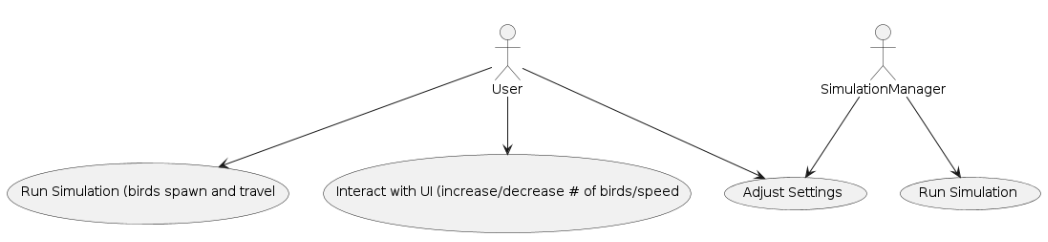 User
SimulationManager
Run Simulation (birds spawn and travel
Interact with UI (increase/decrease # of birds/speed
Adjust Settings
Run Simulation